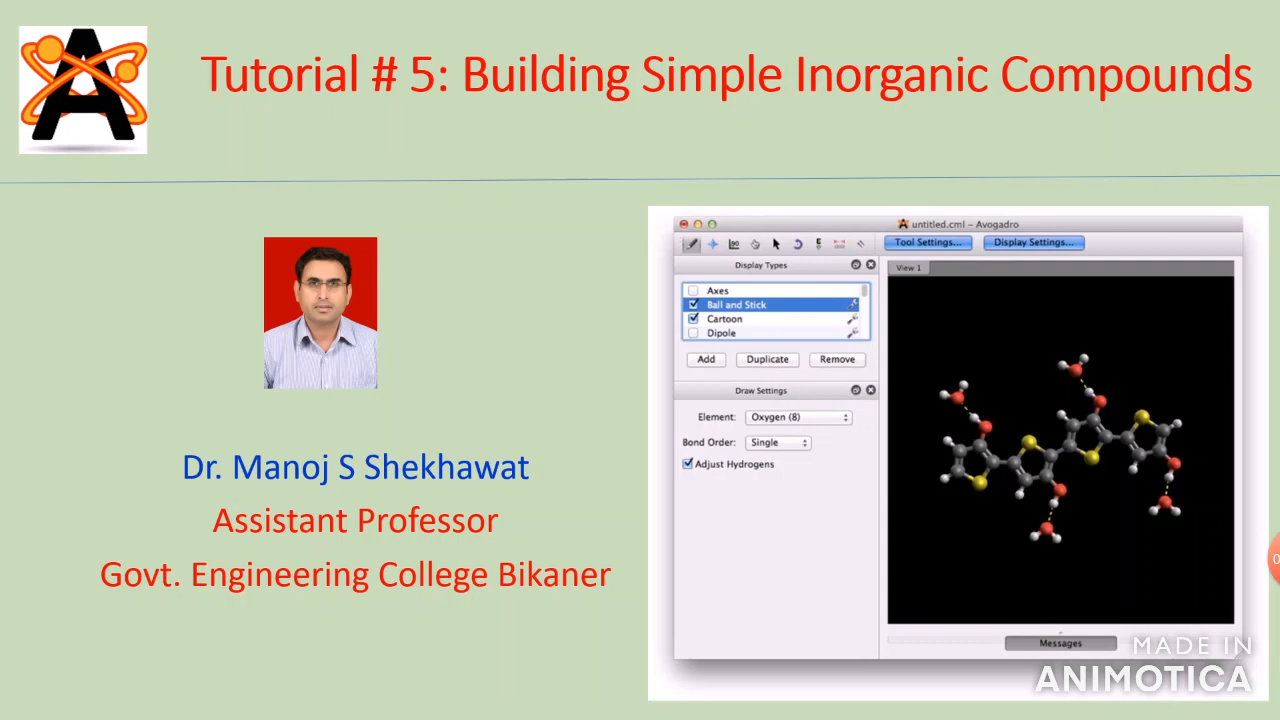 Tutorial # 5: Building Simple Inorganic Compounds
Dr. Manoj S Shekhawat
Assistant Professor
Govt. Engineering College Bikaner
untitled.cml – Avogadro
Tool Settings...
Display Settings...
Display Types
Axes
Ball and Stick
Cartoon
Dipole
Add
Duplicate
Remove
Draw Settings
Element:
Oxygen (8)
Bond Order:
Single
Adjust Hydrogens
View 1
Messages
MADE IN
ANIMOTICA